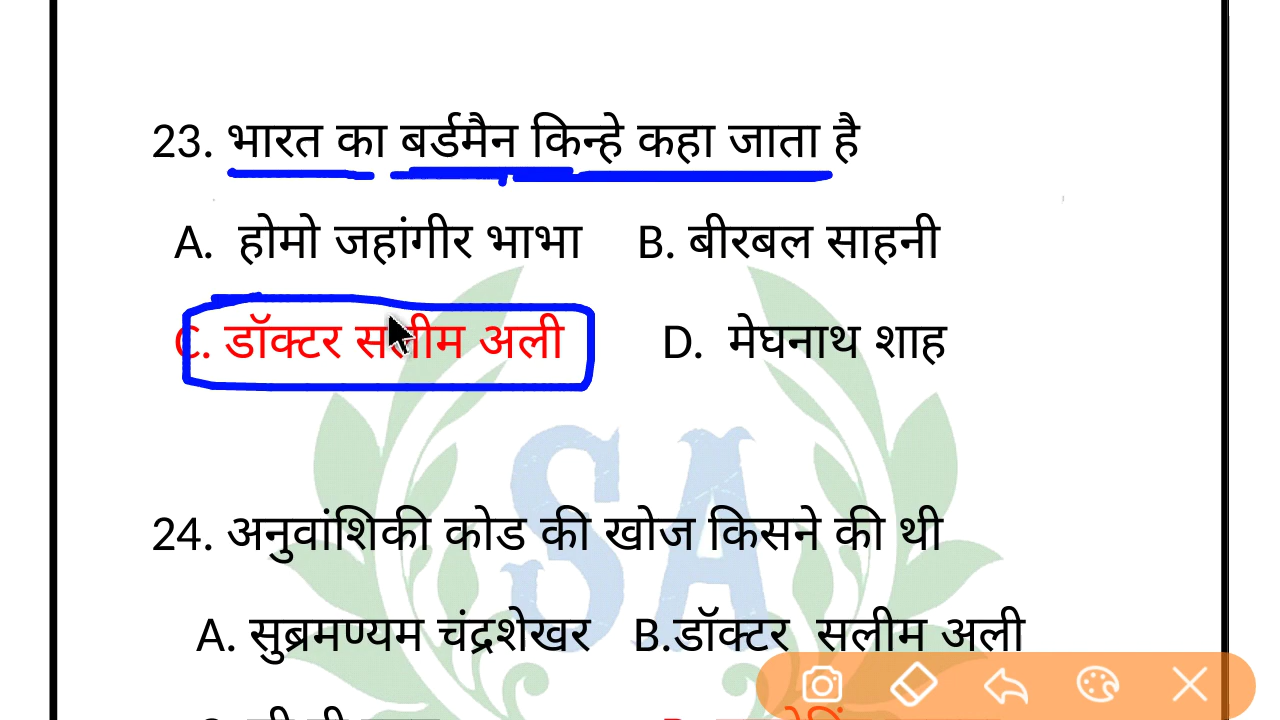 23. भारत का बर्डमैन किन्हे कहा जाता है
A. होमो जहांगीर भाभा B. बीरबल साहनी
C. डॉक्टर सलीम अली D. मेघनाथ शाह
SA
24. अनुवांशिकी कोड की खोज किसने की थी
A. सुब्रमण्यम चंद्रशेखर B.डॉक्टर सलीम अली